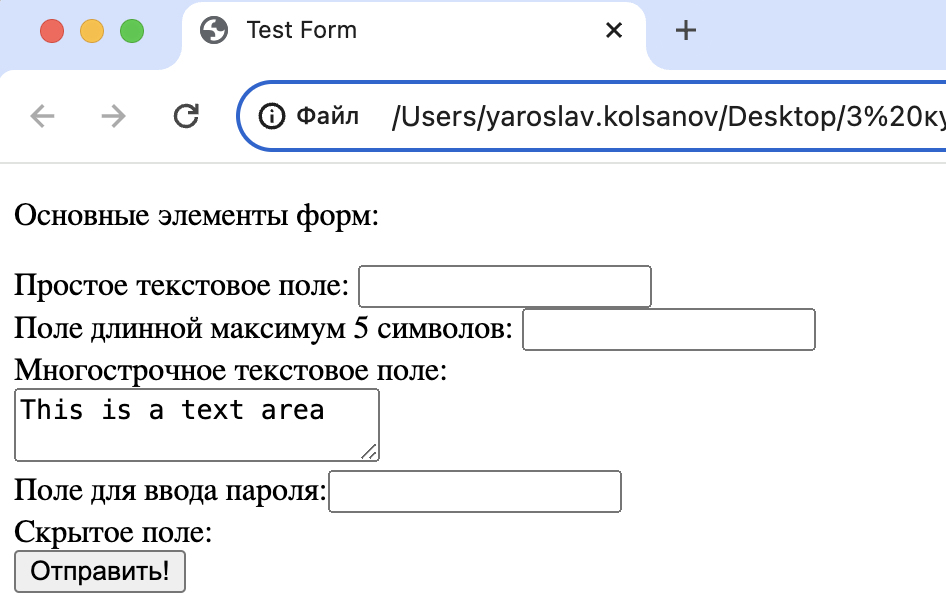 Test Form
Файл /Users/yaroslav.kolsanov/Desktop/3%20ку
Основные элементы форм:
Простое текстовое поле:
Поле длинной максимум 5 символов:
Многострочное текстовое поле:
This is a text area
Поле для ввода пароля:
Скрытое поле:
Отправить!